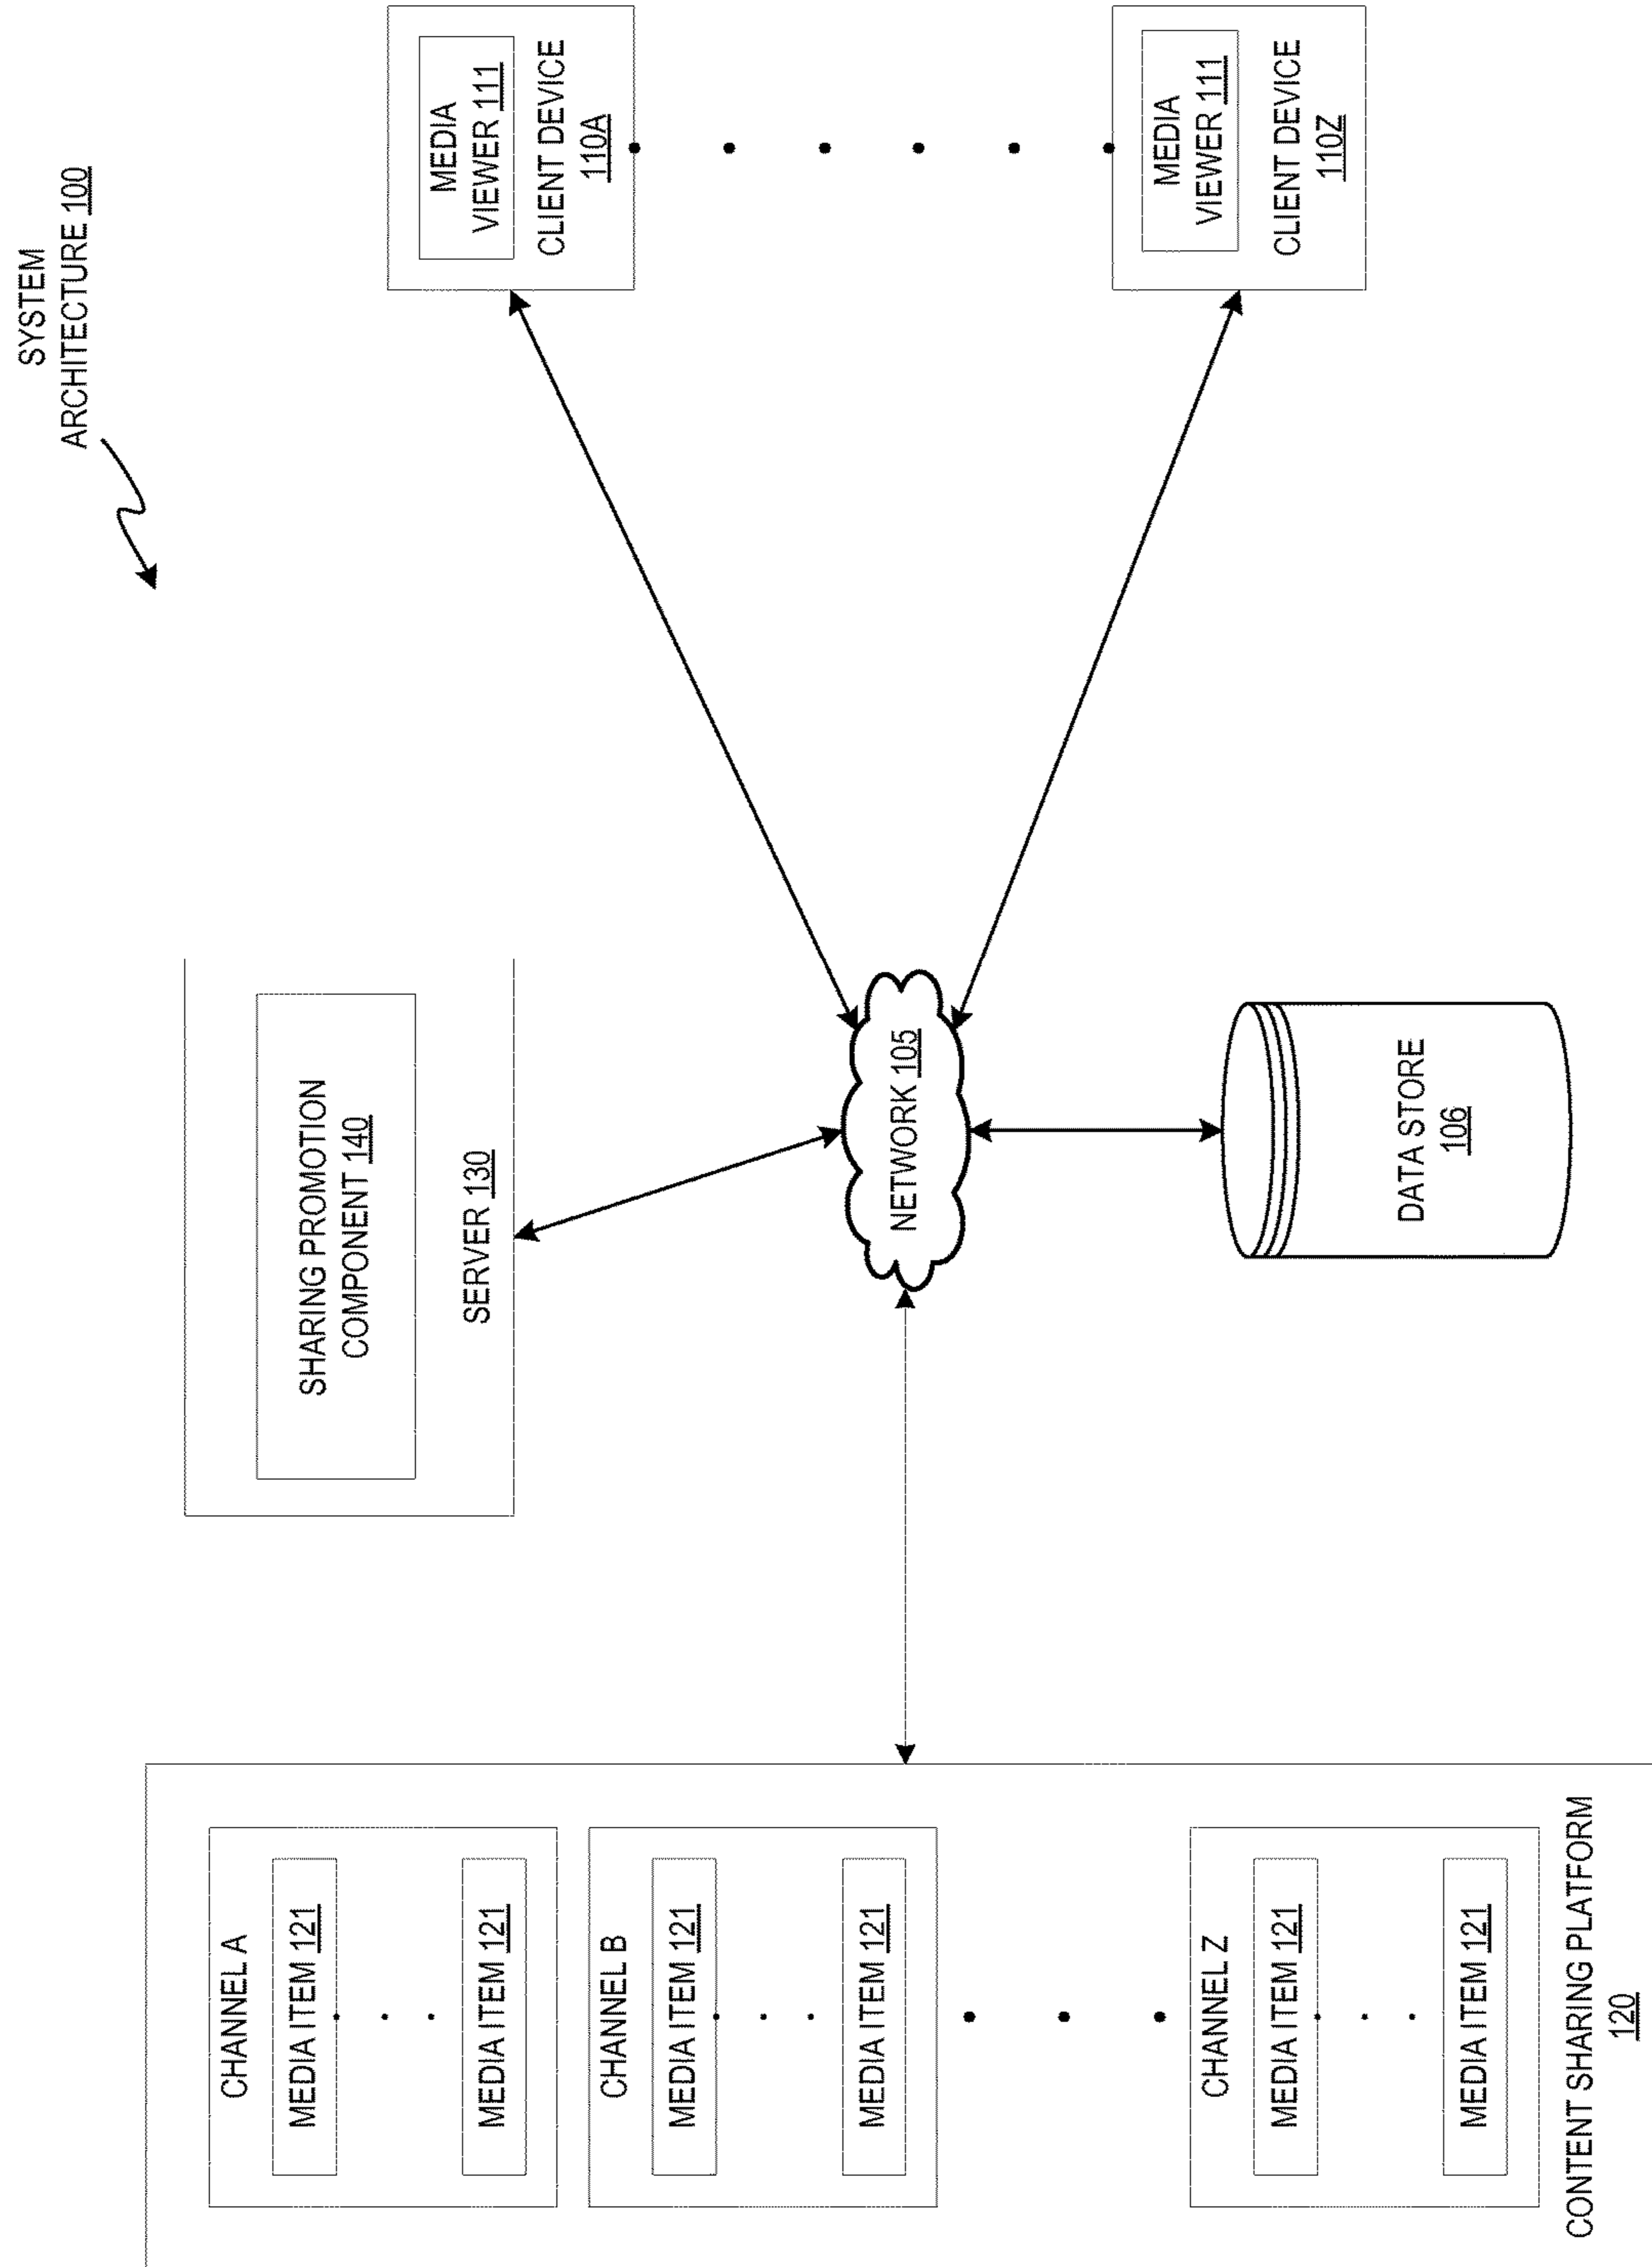 SYSTEM
ARCHITECTURE 100
CHANNEL A
MEDIA ITEM 121
MEDIA ITEM 121
CHANNEL B
MEDIA ITEM 121
MEDIA ITEM 121
CHANNEL Z
MEDIA ITEM 121
MEDIA ITEM 121
CONTENT SHARING PLATFORM
120
SHARING PROMOTION
COMPONENT 140
SERVER 130
NETWORK 105
DATA STORE
106
MEDIA
VIEWER 111
CLIENT DEVICE
110A
MEDIA
VIEWER 111
CLIENT DEVICE
110Z